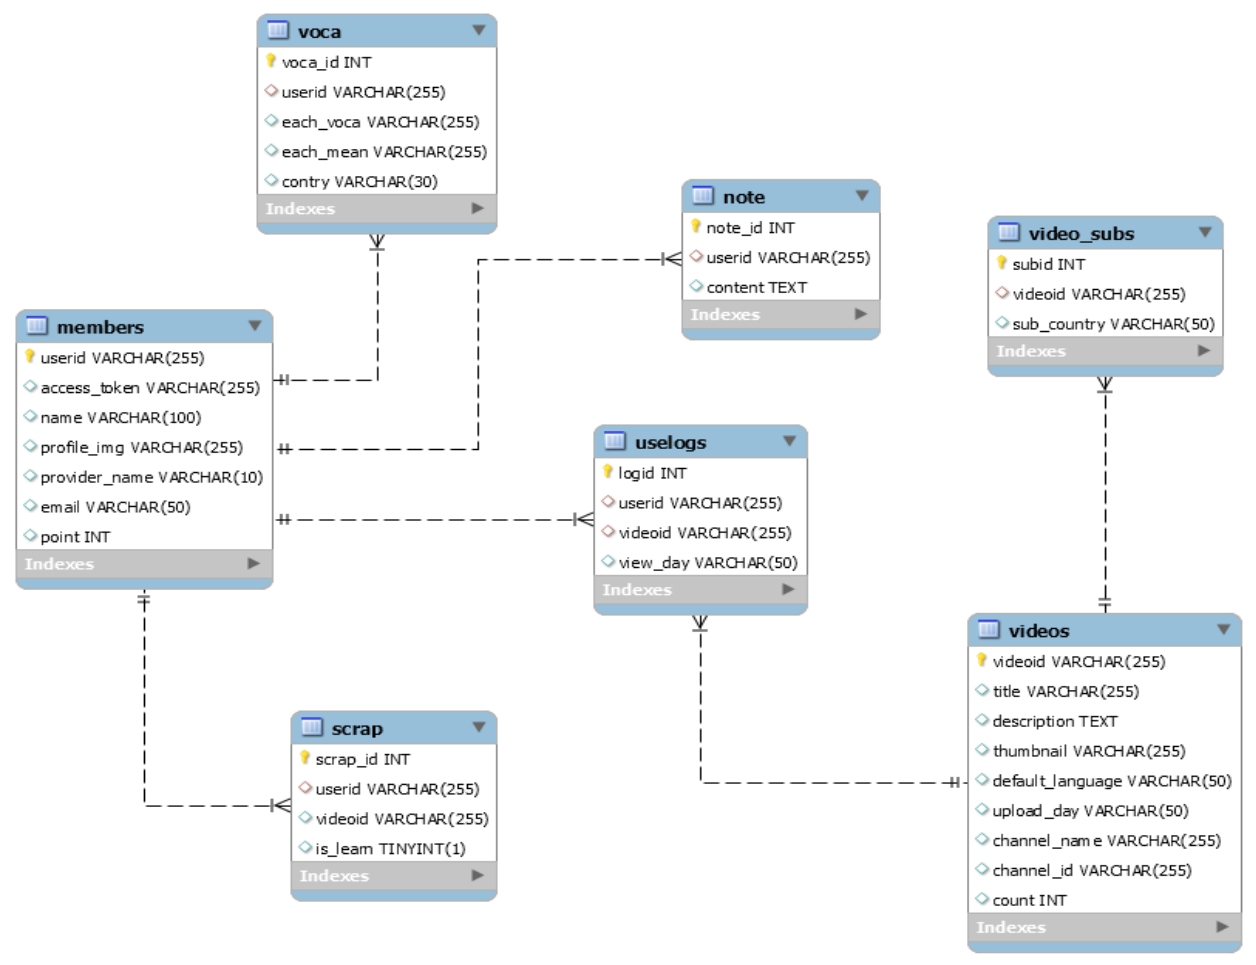 voca
voca_id INT
userid VARCHAR(255)
each_voca VARCHAR(255)
each_mean VARCHAR(255)
contry VARCHAR(30)
Indexes
note
note_id INT
userid VARCHAR(255)
content TEXT
Indexes
video_subs
subid INT
videoid VARCHAR(255)
sub_country VARCHAR(50)
Indexes
members
userid VARCHAR(255)
access_token VARCHAR(255)
name VARCHAR(100)
profile_img VARCHAR(255)
provider_name VARCHAR(10)
email VARCHAR(50)
point INT
Indexes
uselogs
logid INT
userid VARCHAR(255)
videoid VARCHAR(255)
view_day VARCHAR(50)
Indexes
videos
videoid VARCHAR(255)
title VARCHAR(255)
description TEXT
thumbnail VARCHAR(255)
default_language VARCHAR(50)
upload_day VARCHAR(50)
channel_name VARCHAR(255)
channel_id VARCHAR(255)
count INT
Indexes
scrap
scrap_id INT
userid VARCHAR(255)
videoid VARCHAR(255)
is_learn TINYINT(1)
Indexes